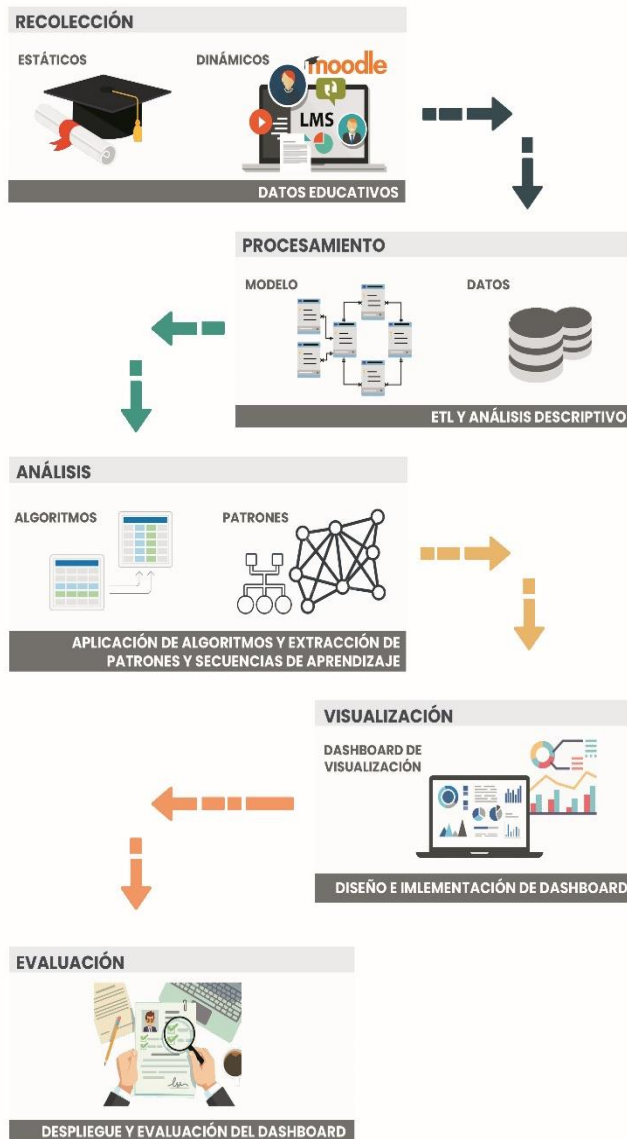 RECOLECCIÓN
ESTÁTICOS
DINÁMICOS
moodle
LMS
DATOS EDUCATIVOS
PROCESAMIENTO
MODELO
DATOS
ETL Y ANÁLISIS DESCRIPTIVO
ANÁLISIS
ALGORITMOS
PATRONES
APLICACIÓN DE ALGORITMOS Y EXTRACCIÓN DE
PATRONES Y SECUENCIAS DE APRENDIZAJE
VISUALIZACIÓN
DASHBOARD DE
VISUALIZACIÓN
DISEÑO E IMLEMENTACIÓN DE DASHBOARD
EVALUACIÓN
DESPLIEGUE Y EVALUACIÓN DEL DASHBOARD